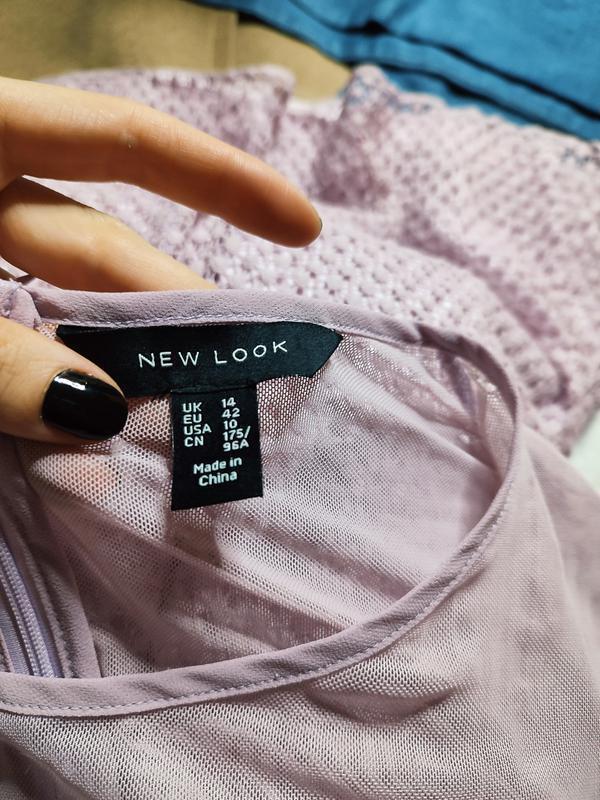 NEW LOOK
UK 14
EU 42
USA 10
CN 175/
96A
Made in
China